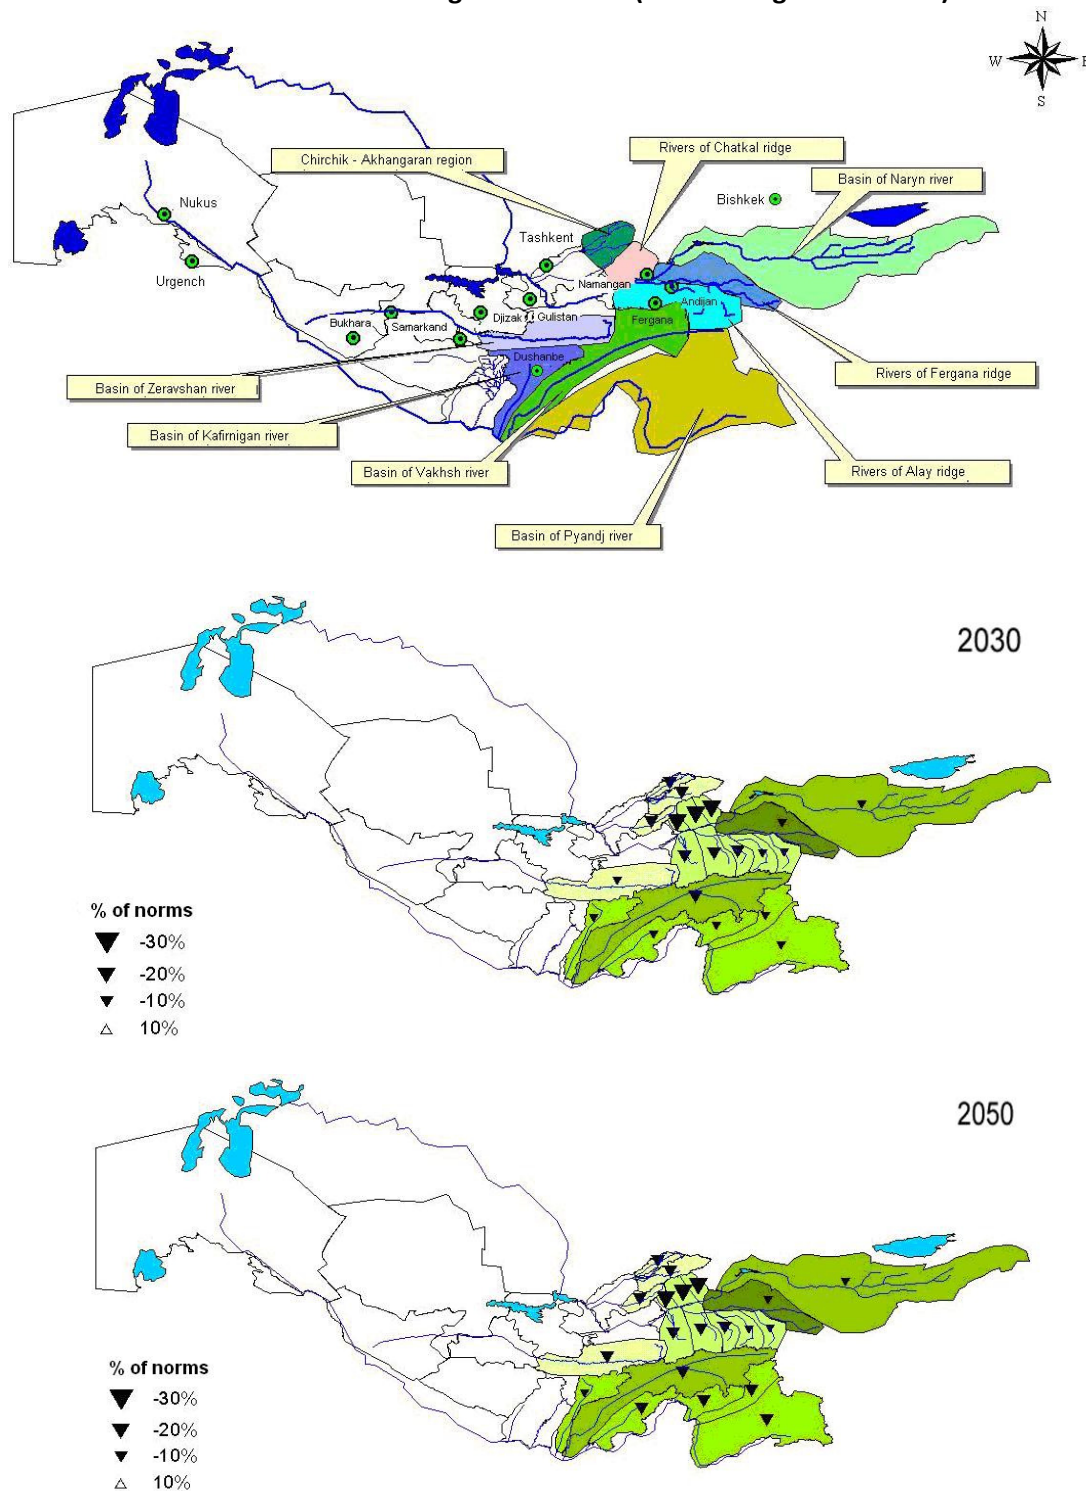 N
W
E
S
Chirchik - Akhangaran region
Rivers of Chatkal ridge
Basin of Naryn river
Bishkek
Nukus
Tashkent
Urgench
Namangan
Andijan
Bukhara
Samarkand
Djizak
Gulistan
Fergana
Dushanbe
Basin of Zeravshan river
Rivers of Fergana ridge
Basin of Kafirnigan river
Basin of Vakhsh river
Rivers of Alay ridge
Basin of Pyandj river
2030
% of norms
-30%
-20%
-10%
10%
2050
% of norms
-30%
-20%
-10%
10%